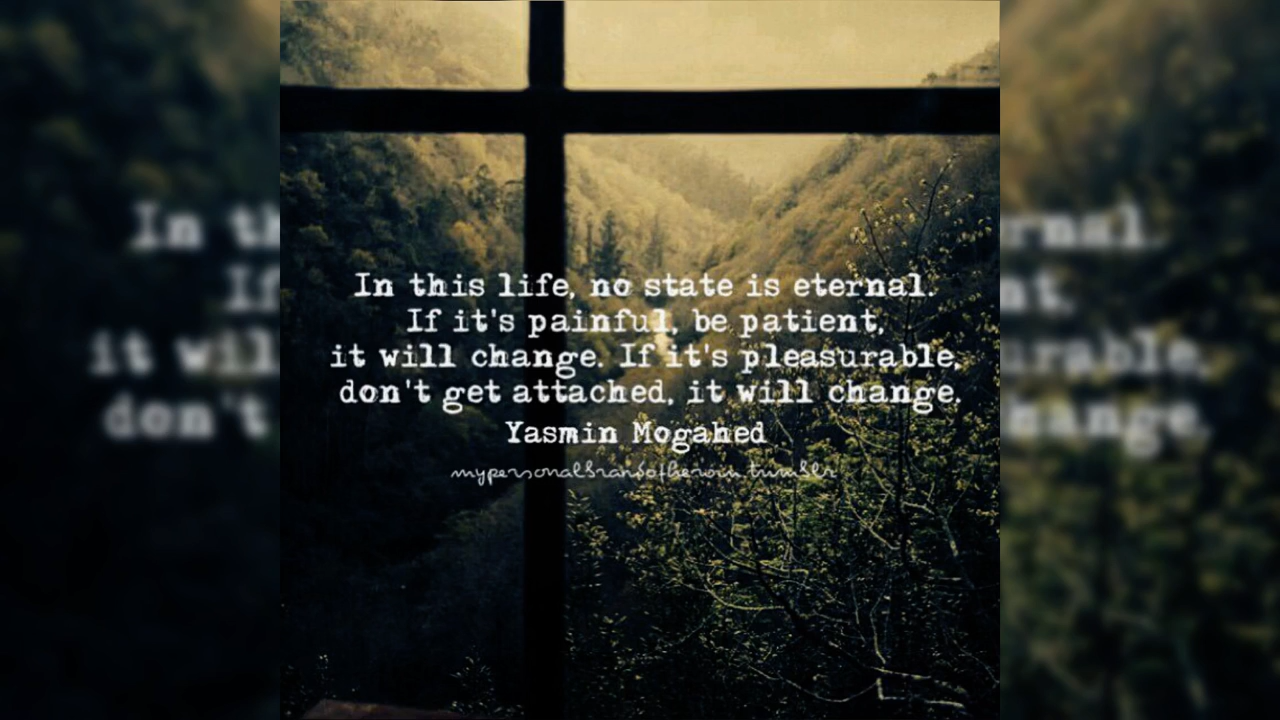 In this life, no state is eternal.
If it's painful, be patient,
it will change. If it's pleasurable,
don't get attached, it will change.
Yasmin Mogahed
mypersonalbrandofheroin.tumblr